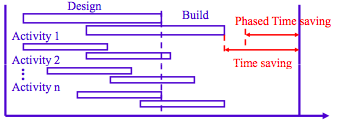 Design
Build
Phased Time saving
Activity 1
Activity 2
Time saving
Activity n